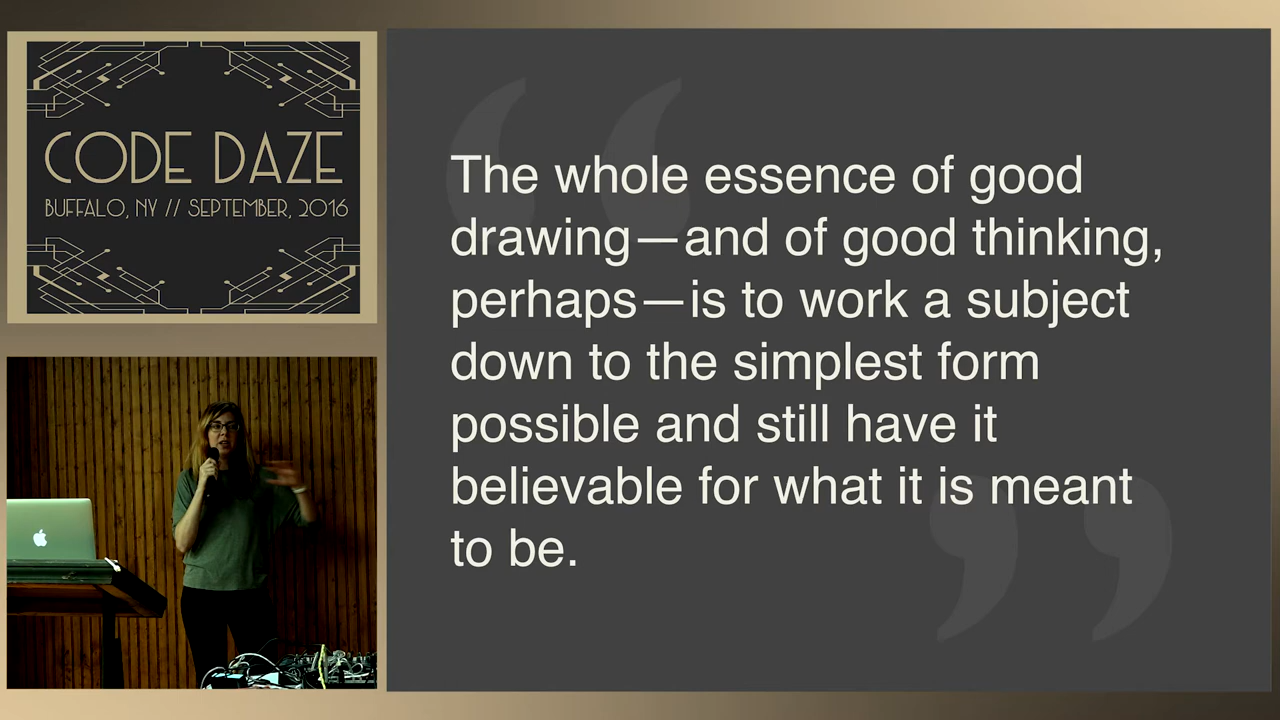 CODE DAZE
BUFFALO, NY // SEPTEMBER, 2016
The whole essence of good
drawing—and of good thinking,
perhaps—is to work a subject
down to the simplest form
possible and still have it
believable for what it is meant
to be.